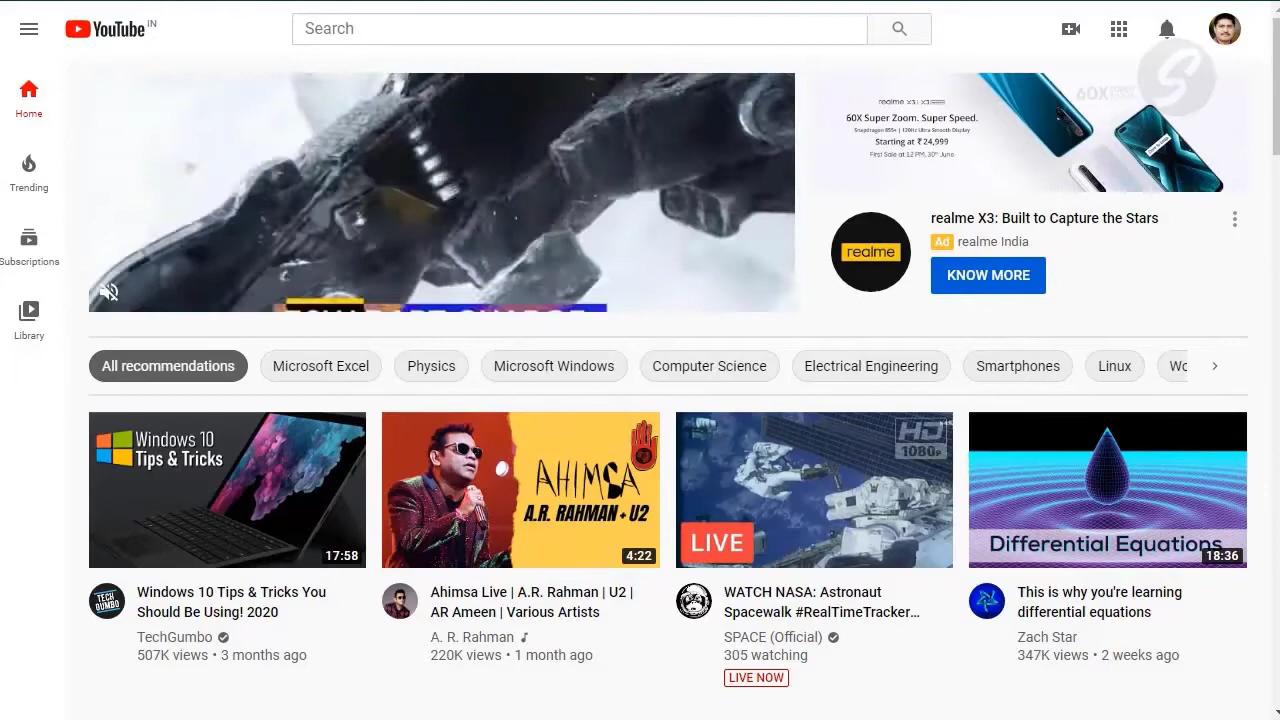 YouTube IN
Search
Home
Trending
Subscriptions
Library
60X
realme X3 | X3
60X Super Zoom. Super Speed.
Snapdragon 855+ | 120Hz Ultra Smooth Display
Starting at ₹24,999
First Sale at 12 PM, 30th June
realme
realme X3: Built to Capture the Stars
Ad realme India
KNOW MORE
All recommendations
Microsoft Excel
Physics
Microsoft Windows
Computer Science
Electrical Engineering
Smartphones
Linux
Wo
Windows 10
Tips & Tricks
17:58
AHIMSA
A.R. RAHMAN + U2
4:22
HD
1080p
LIVE
Differential Equations
18:36
TECH
GUMBO
Windows 10 Tips & Tricks You
Should Be Using! 2020
TechGumbo
507K views • 3 months ago
Ahimsa Live | A.R. Rahman | U2 |
AR Ameen | Various Artists
A. R. Rahman
220K views • 1 month ago
WATCH NASA: Astronaut
Spacewalk #RealTimeTracker...
SPACE (Official)
305 watching
LIVE NOW
This is why you're learning
differential equations
Zach Star
347K views • 2 weeks ago